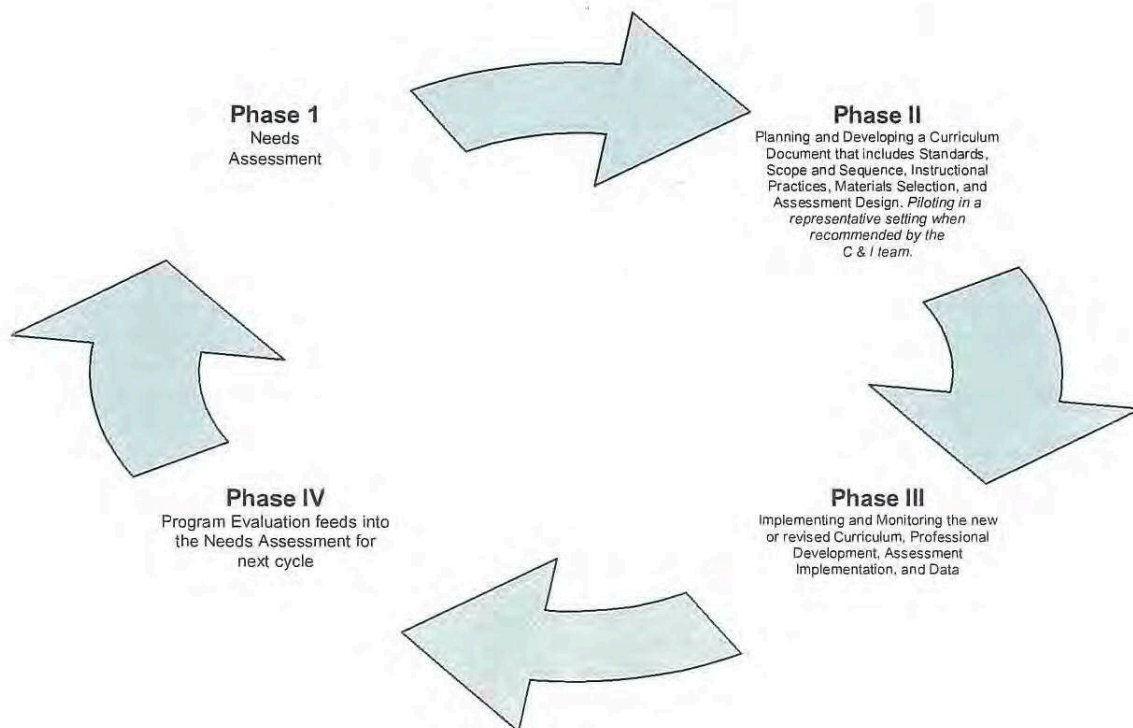 Phase 1
Needs
Assessment
Phase II
Planning and Developing a Curriculum
Document that includes Standards,
Scope and Sequence, Instructional
Practices, Materials Selection, and
Assessment Design. Piloting in a
representative setting when
recommended by the
C & I team.
Phase III
Implementing and Monitoring the new
or revised Curriculum, Professional
Development, Assessment
Implementation, and Data
Phase IV
Program Evaluation feeds into
the Needs Assessment for
next cycle